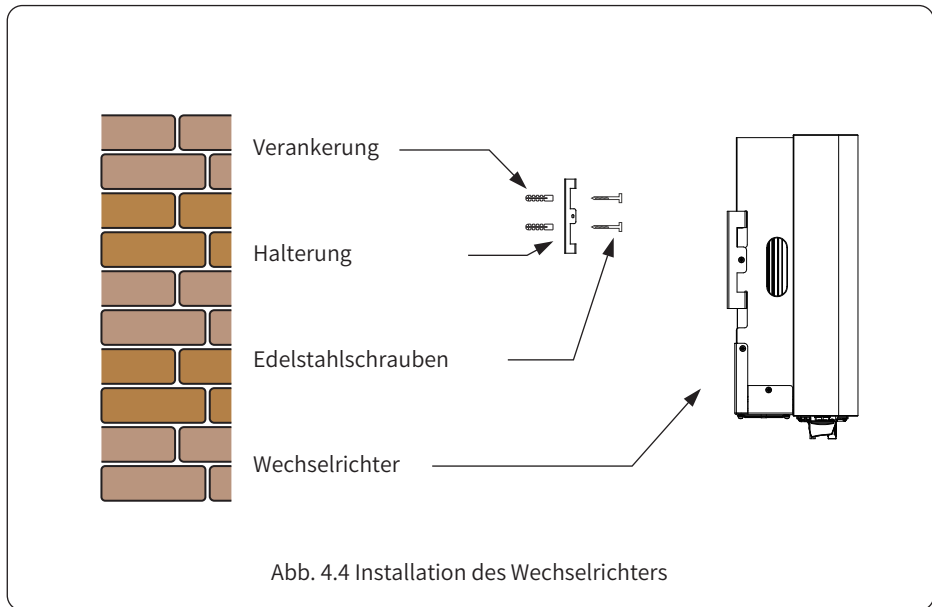 Verankerung
Halterung
Edelstahlschrauben
Wechselrichter
Abb. 4.4 Installation des Wechselrichters